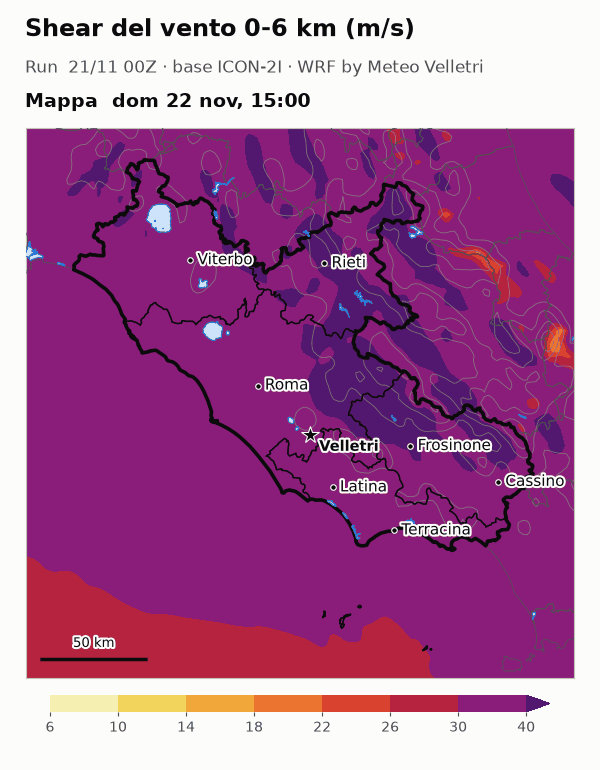 Shear del vento 0-6 km (m/s)
Run  21/11 00Z · base ICON-2I · WRF by Meteo Velletri
Mappa  dom 22 nov, 15:00
Viterbo
Rieti
Roma
Velletri
Frosinone
Latina
Cassino
Terracina
50 km
6 10 14 18 22 26 30 40